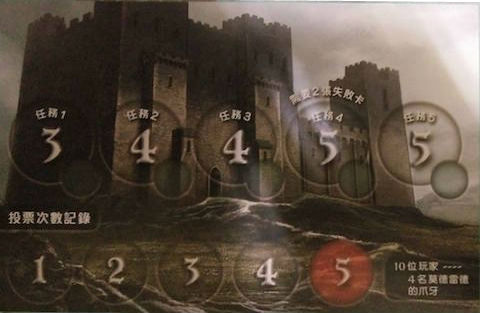 任務1 任務2 任務3 需要2張失敗卡 任務4 任務5
3 4 4 5 5
投票次數記錄
1 2 3 4 5
10位玩家 ----
4名莫德雷德
的爪牙